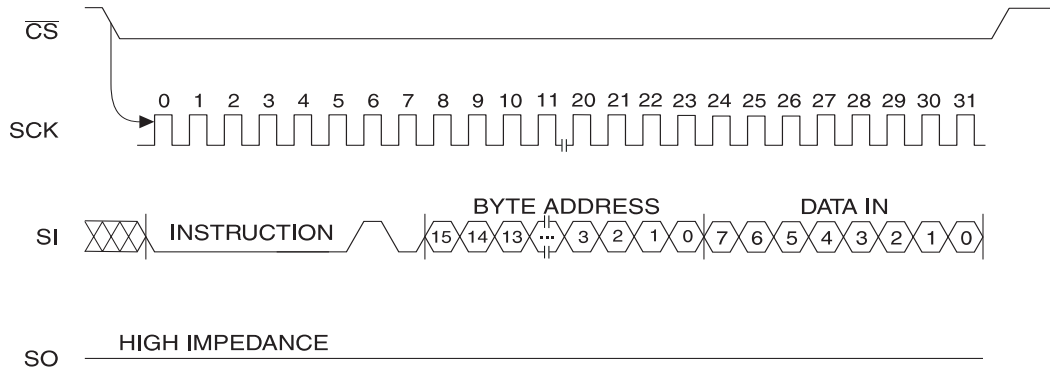 CS
0 1 2 3 4 5 6 7 8 9 10 11 20 21 22 23 24 25 26 27 28 29 30 31
SCK
BYTE ADDRESS DATA IN
SI INSTRUCTION 15 14 13 ... 3 2 1 0 7 6 5 4 3 2 1 0
HIGH IMPEDANCE
SO